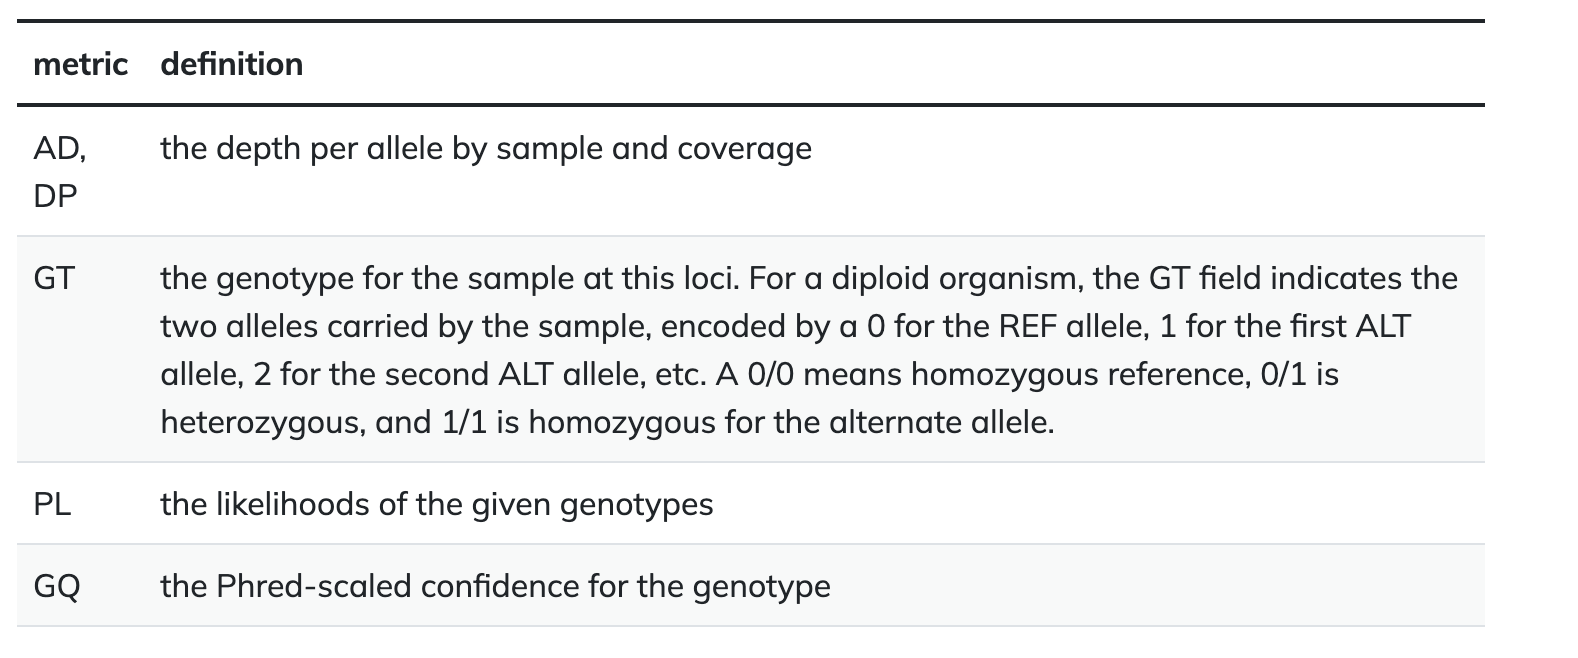 metric definition
AD, the depth per allele by sample and coverage
DP
GT the genotype for the sample at this loci. For a diploid organism, the GT field indicates the
two alleles carried by the sample, encoded by a 0 for the REF allele, 1 for the first ALT
allele, 2 for the second ALT allele, etc. A 0/0 means homozygous reference, 0/1 is
heterozygous, and 1/1 is homozygous for the alternate allele.
PL the likelihoods of the given genotypes
GQ the Phred-scaled confidence for the genotype